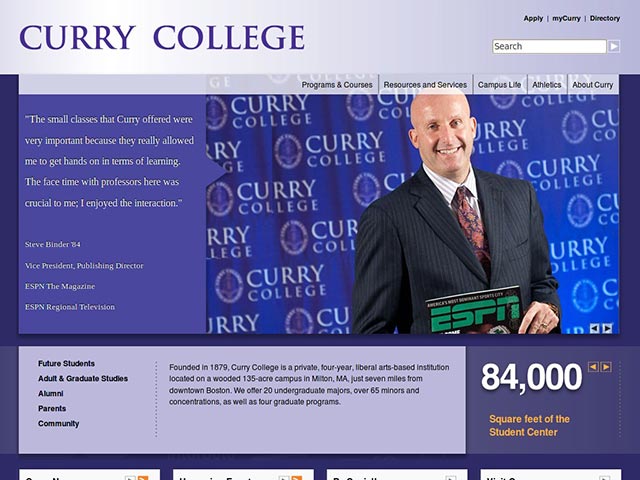 Apply | myCurry | Directory
CURRY COLLEGE
Search
Programs & Courses
Resources and Services
Campus Life
Athletics
About Curry
"The small classes that Curry offered were
very important because they really allowed
me to get hands on in terms of learning.
The face time with professors here was
crucial to me; I enjoyed the interaction."
Steve Binder '84
Vice President, Publishing Director
ESPN The Magazine
ESPN Regional Television
CURRY
COLLEGE
AMERICA'S MOST DOMINANT SPORTS CITY
ESPN
Future Students
Adult & Graduate Studies
Alumni
Parents
Community
Founded in 1879, Curry College is a private, four-year, liberal arts-based institution
located on a wooded 135-acre campus in Milton, MA, just seven miles from
downtown Boston. We offer 20 undergraduate majors, over 65 minors and
concentrations, as well as four graduate programs.
84,000
Square feet of the
Student Center